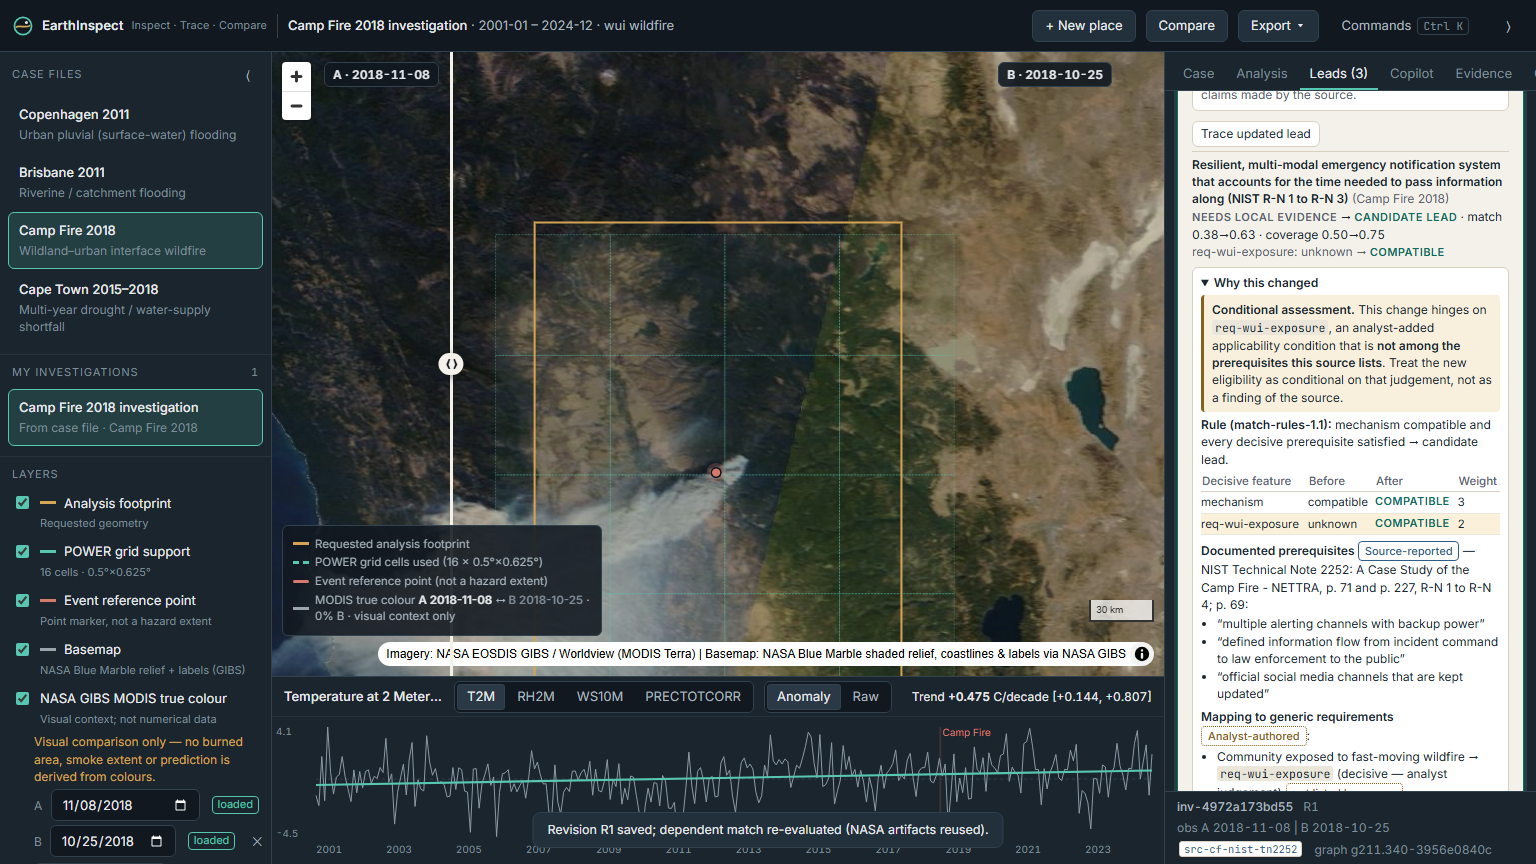 EarthInspect Inspect · Trace · Compare Camp Fire 2018 investigation · 2001-01 – 2024-12 · wui wildfire + New place Compare Export Commands Ctrl K
CASE FILES
Copenhagen 2011
Urban pluvial (surface-water) flooding
Brisbane 2011
Riverine / catchment flooding
Camp Fire 2018
Wildland–urban interface wildfire
Cape Town 2015–2018
Multi-year drought / water-supply
shortfall
MY INVESTIGATIONS 1
Camp Fire 2018 investigation
From case file · Camp Fire 2018
LAYERS
Analysis footprint
Requested geometry
POWER grid support
16 cells · 0.5°×0.625°
Event reference point
Point marker, not a hazard extent
Basemap
NASA Blue Marble relief + labels (GIBS)
NASA GIBS MODIS true colour
Visual context; not numerical data
Visual comparison only — no burned
area, smoke extent or prediction is
derived from colours.
A 11/08/2018 loaded
B 10/25/2018 loaded
+
−
A · 2018-11-08
B · 2018-10-25
Requested analysis footprint
POWER grid cells used (16 × 0.5°×0.625°)
Event reference point (not a hazard extent)
MODIS true colour A 2018-11-08 ↔ B 2018-10-25 ·
0% B · visual context only
30 km
Imagery: NASA EOSDIS GIBS / Worldview (MODIS Terra) | Basemap: NASA Blue Marble shaded relief, coastlines & labels via NASA GIBS
Temperature at 2 Meter... T2M RH2M WS10M PRECTOTCORR Anomaly Raw Trend +0.475 C/decade [+0.144, +0.807]
4.1
Camp Fire
-4.5
2001 2003 2005 2007 2009 2011 2013 2015 2017 2019 2021 2023
Revision R1 saved; dependent match re-evaluated (NASA artifacts reused).
Case Analysis Leads (3) Copilot Evidence
claims made by the source.
Trace updated lead
Resilient, multi-modal emergency notification system
that accounts for the time needed to pass information
along (NIST R-N 1 to R-N 3) (Camp Fire 2018)
NEEDS LOCAL EVIDENCE → CANDIDATE LEAD · match
0.38→0.63 · coverage 0.50→0.75
req-wui-exposure: unknown → COMPATIBLE
▼ Why this changed
Conditional assessment. This change hinges on
req-wui-exposure, an analyst-added
applicability condition that is not among the
prerequisites this source lists. Treat the new
eligibility as conditional on that judgement, not as
a finding of the source.
Rule (match-rules-1.1): mechanism compatible and
every decisive prerequisite satisfied → candidate
lead.
Decisive feature Before After Weight
mechanism compatible COMPATIBLE 3
req-wui-exposure unknown COMPATIBLE 2
Documented prerequisites Source-reported —
NIST Technical Note 2252: A Case Study of the
Camp Fire - NETTRA, p. 71 and p. 227, R-N 1 to R-N
4; p. 69:
• “multiple alerting channels with backup power”
• “defined information flow from incident command
to law enforcement to the public”
• “official social media channels that are kept
updated”
Mapping to generic requirements
Analyst-authored :
• Community exposed to fast-moving wildfire →
req-wui-exposure (decisive — analyst
inv-4972a173bd55 R1
obs A 2018-11-08 | B 2018-10-25
src-cf-nist-tn2252 graph g211.340-3956e0840c